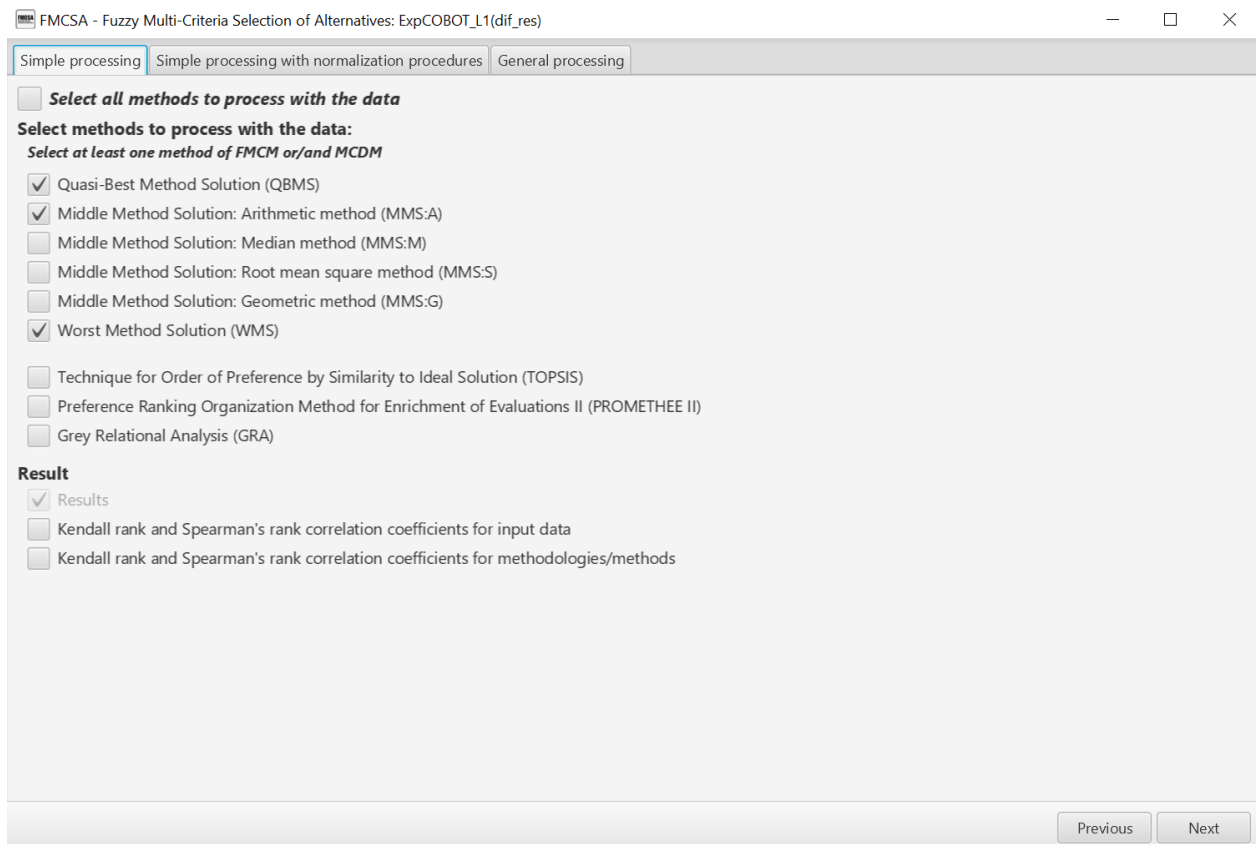 FMCSA FMCSA - Fuzzy Multi-Criteria Selection of Alternatives: ExpCOBOT_L1(dif_res)
Simple processing Simple processing with normalization procedures General processing
Select all methods to process with the data
Select methods to process with the data:
Select at least one method of FMCM or/and MCDM
Quasi-Best Method Solution (QBMS)
Middle Method Solution: Arithmetic method (MMS:A)
Middle Method Solution: Median method (MMS:M)
Middle Method Solution: Root mean square method (MMS:S)
Middle Method Solution: Geometric method (MMS:G)
Worst Method Solution (WMS)
Technique for Order of Preference by Similarity to Ideal Solution (TOPSIS)
Preference Ranking Organization Method for Enrichment of Evaluations II (PROMETHEE II)
Grey Relational Analysis (GRA)
Result
Results
Kendall rank and Spearman's rank correlation coefficients for input data
Kendall rank and Spearman's rank correlation coefficients for methodologies/methods
Previous Next